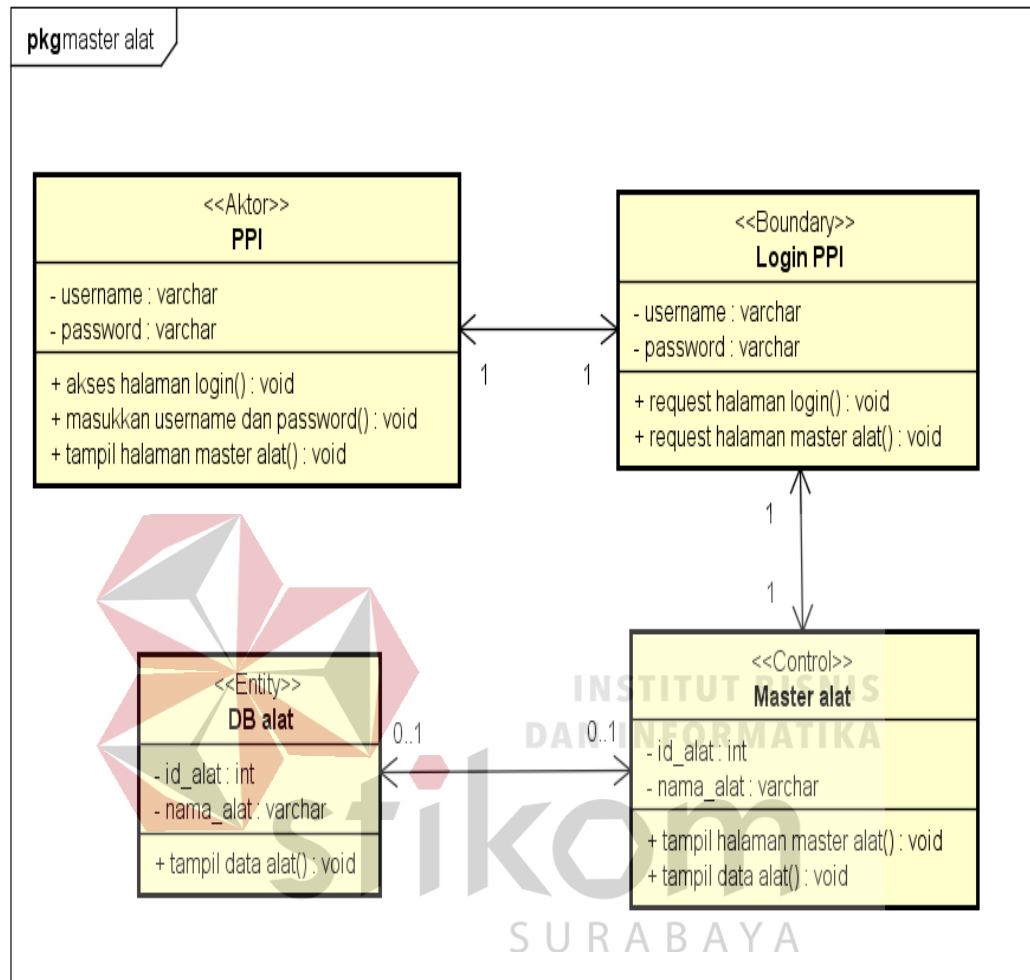 pkg master alat
<<Aktor>>
PPI
- username : varchar
- password : varchar
+ akses halaman login() : void
+ masukkan username dan password() : void
+ tampil halaman master alat() : void
<<Boundary>>
Login PPI
- username : varchar
- password : varchar
+ request halaman login() : void
+ request halaman master alat() : void
1
1
1
1
<<Entity>>
DB alat
- id_alat : int
- nama_alat : varchar
+ tampil data alat() : void
0..1
0..1
<<Control>>
Master alat
- id_alat : int
- nama_alat : varchar
+ tampil halaman master alat() : void
+ tampil data alat() : void
INSTITUT BISNIS
DAN INFORMATIKA
stikom
SURABAYA